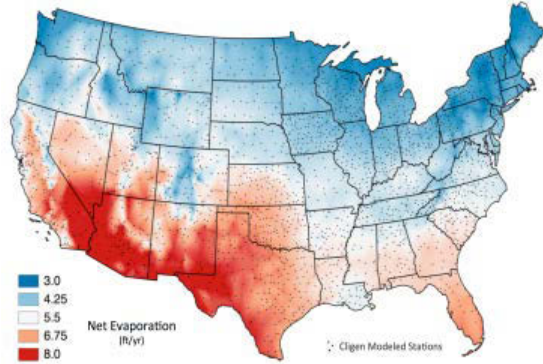 3.0
4.25
5.5
6.75
8.0
Net Evaporation
(ft/yr)
Cligen Modeled Stations